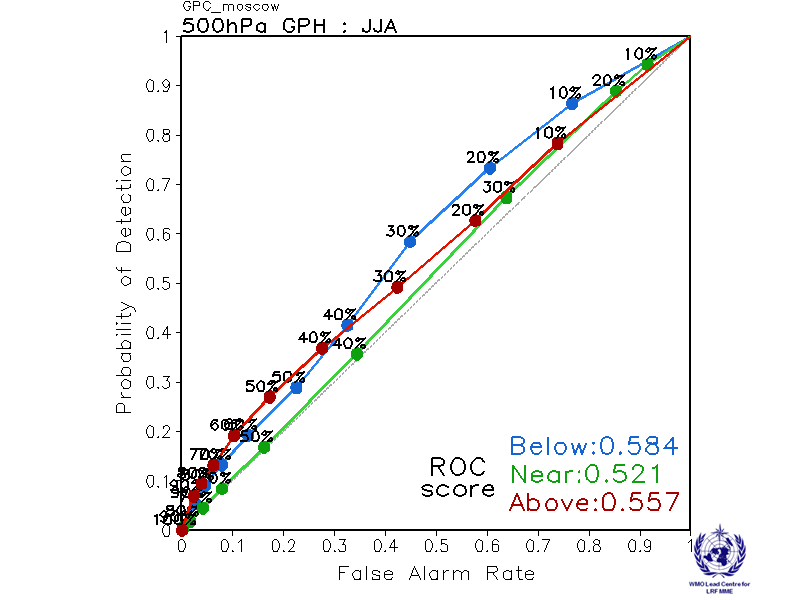 GPC_moscow
500hPa GPH : JJA
1
0.9
0.8
0.7
0.6
0.5
0.4
0.3
0.2
0.1
0
Probability of Detection
10%
20%
10%
10%
20%
30%
20%
30%
30%
40%
40%
40%
50%
50%
50%
60%
70%
100%
Below:0.584
Near:0.521
Above:0.557
ROC
score
0 0.1 0.2 0.3 0.4 0.5 0.6 0.7 0.8 0.9 1
False Alarm Rate
WMO Lead Centre for
LRF MME